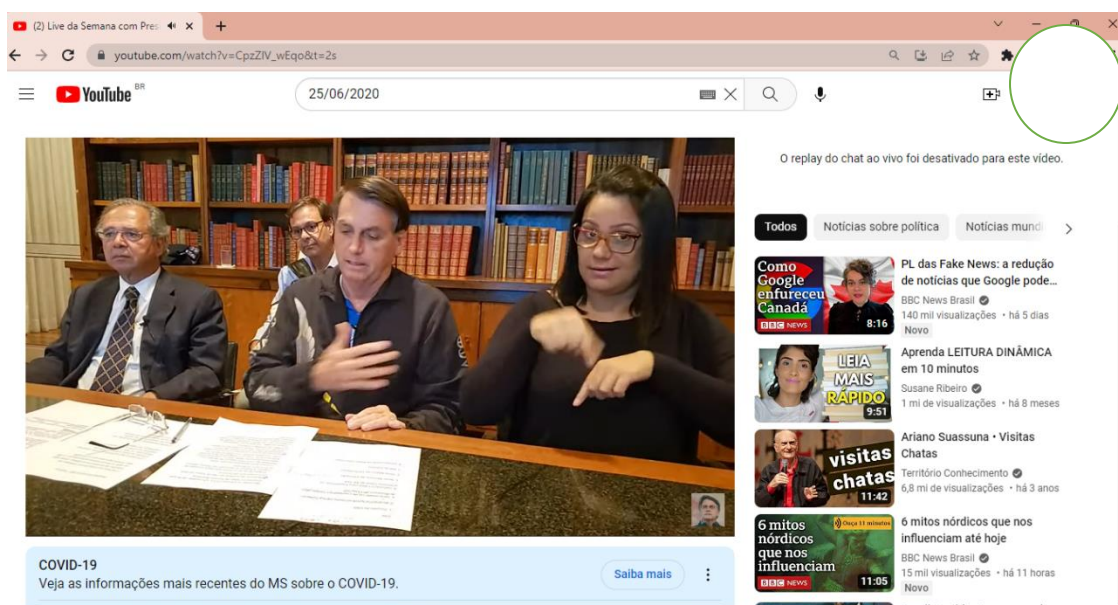 (2) Live da Semana com Pres
youtube.com/watch?v=CpzZIV_wEqo&t=2s
YouTube BR
25/06/2020
O replay do chat ao vivo foi desativado para este vídeo.
Todos
Notícias sobre política
Notícias mundi
Como
Google
enfureceu
Canadá
BBC NEWS
8:16
PL das Fake News: a redução
de notícias que Google pode...
BBC News Brasil
140 mil visualizações • há 5 dias
Novo
LEIA
MAIS
RÁPIDO
9:51
Aprenda LEITURA DINÂMICA
em 10 minutos
Susane Ribeiro
1 mi de visualizações • há 8 meses
visitas
chatas
11:42
Ariano Suassuna • Visitas
Chatas
Território Conhecimento
6,8 mi de visualizações • há 3 anos
6 mitos
nórdicos
que nos
influenciam
BBC NEWS
Ouça 11 minutos
11:05
6 mitos nórdicos que nos
influenciam até hoje
BBC News Brasil
15 mil visualizações • há 11 horas
Novo
COVID-19
Veja as informações mais recentes do MS sobre o COVID-19.
Saiba mais